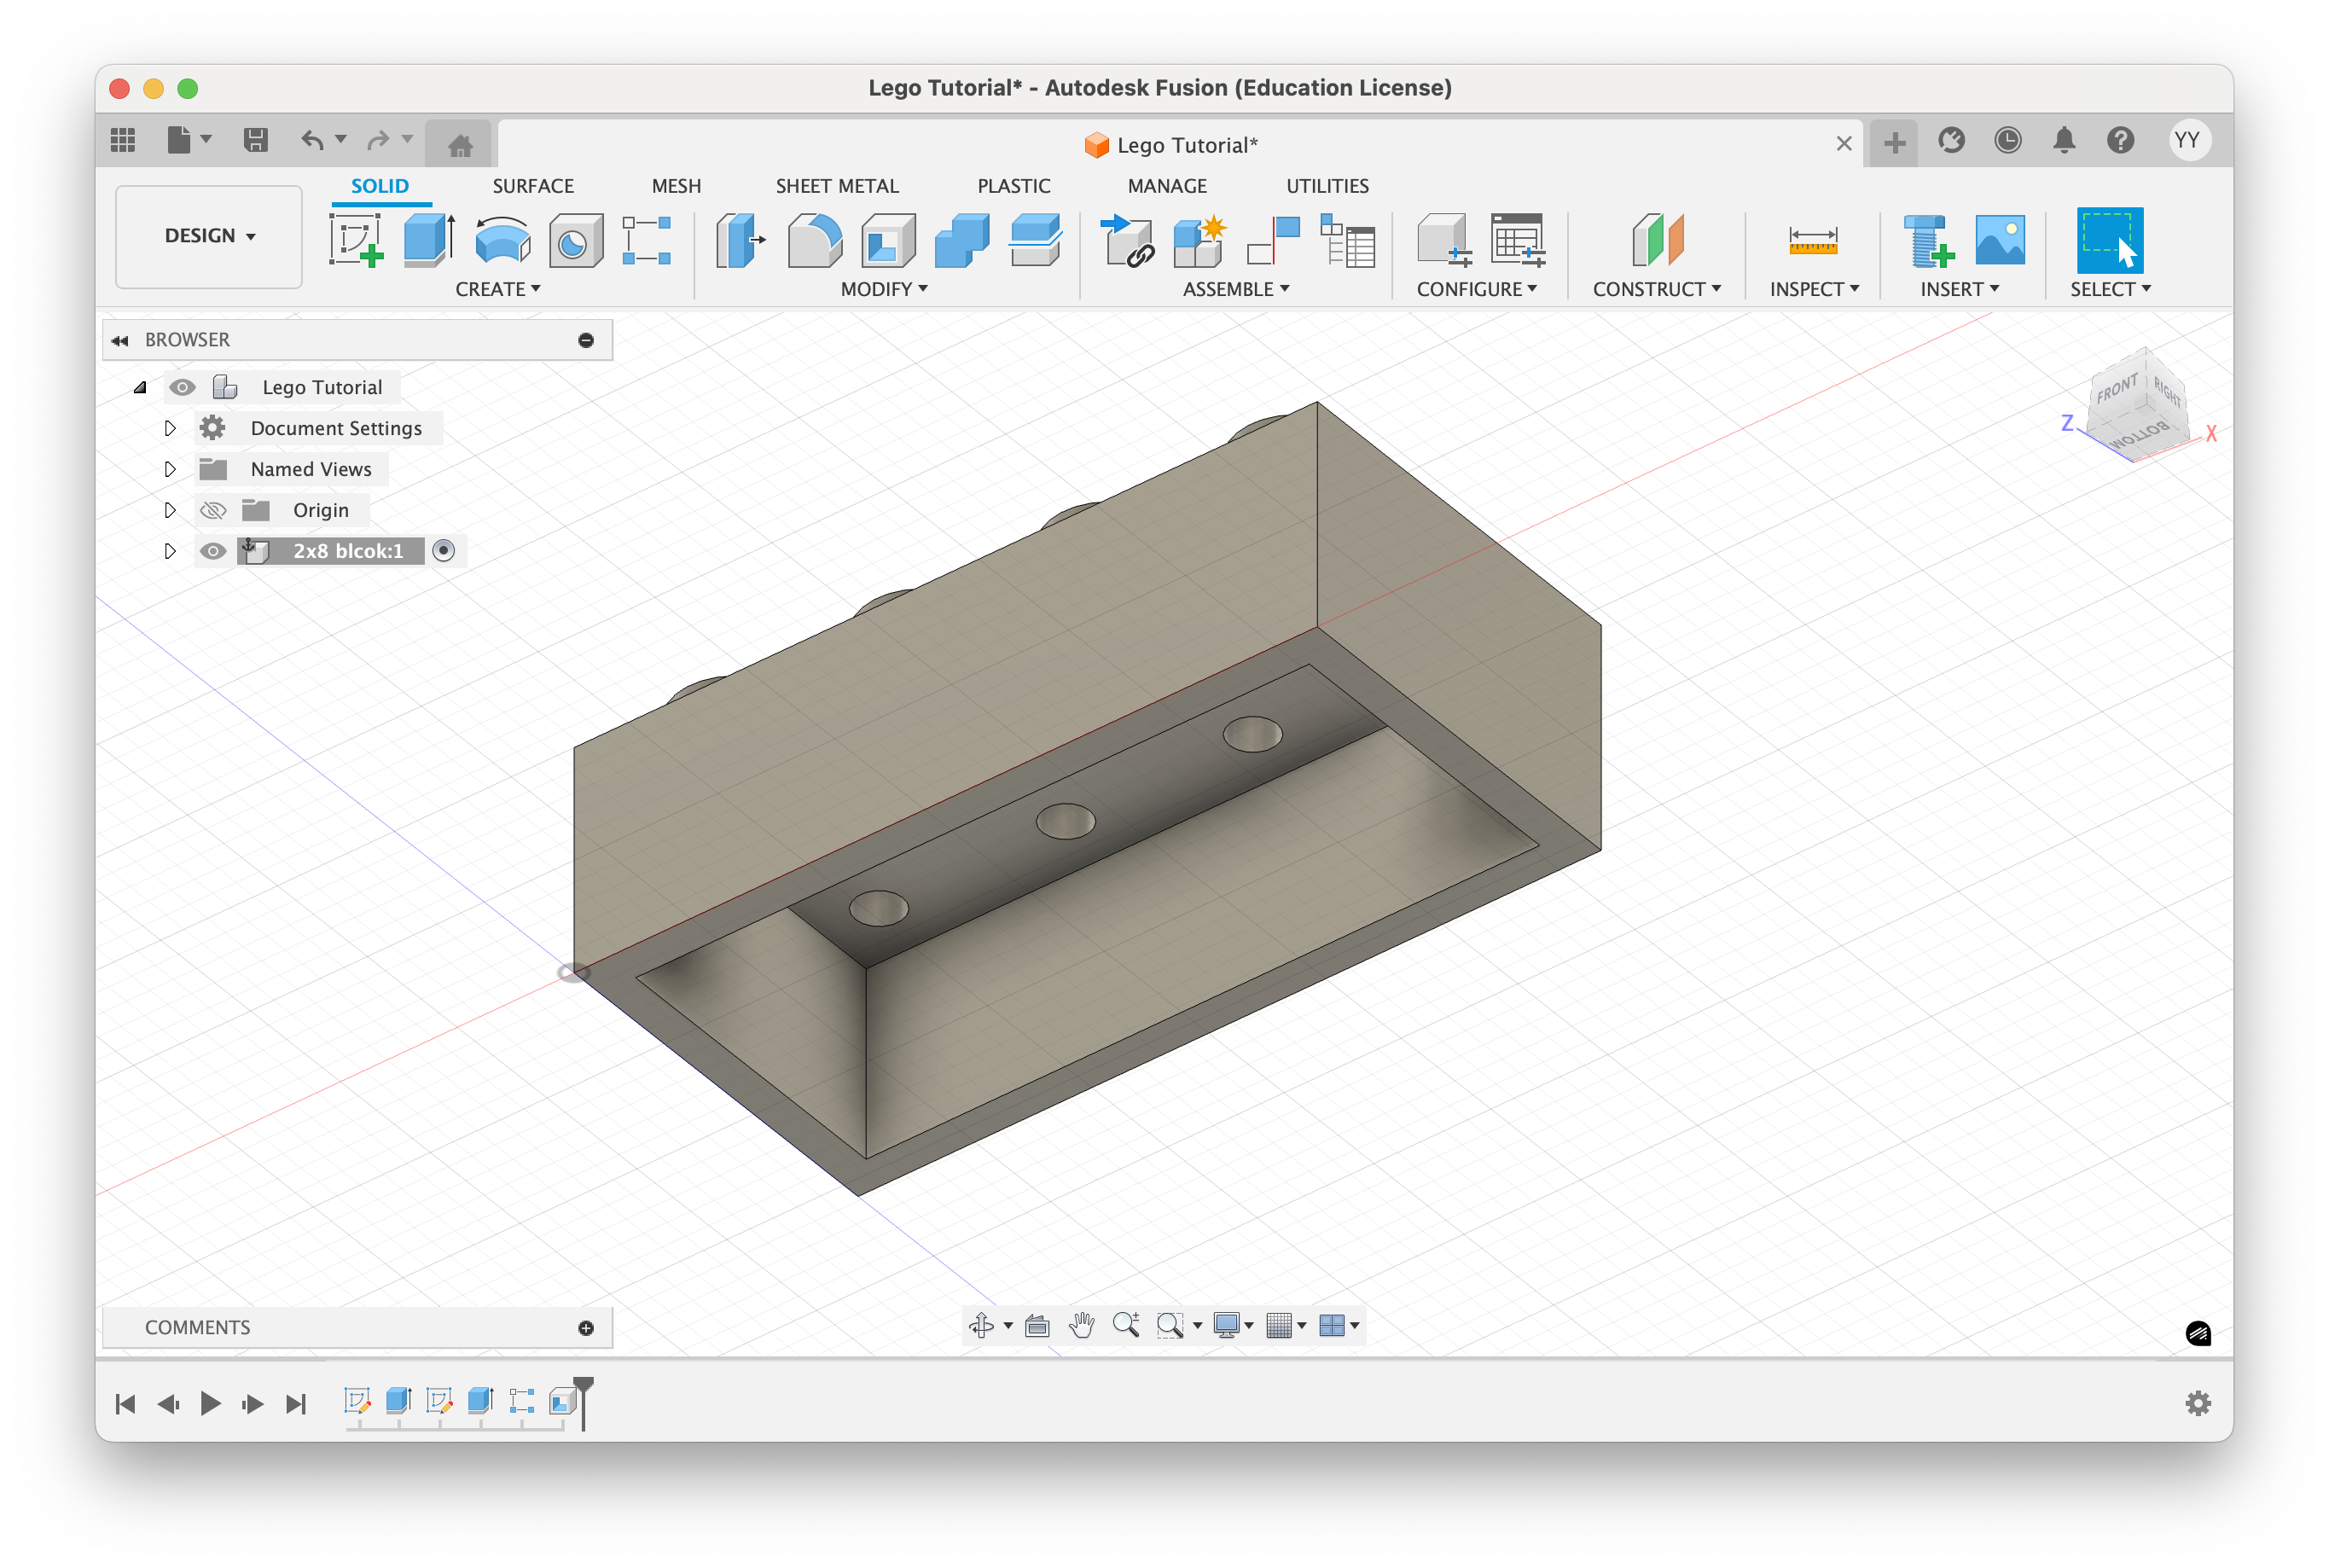 Lego Tutorial* - Autodesk Fusion (Education License)
Lego Tutorial*
YY
DESIGN
SOLID SURFACE MESH SHEET METAL PLASTIC MANAGE UTILITIES
CREATE MODIFY ASSEMBLE CONFIGURE CONSTRUCT INSPECT INSERT SELECT
BROWSER
Lego Tutorial
Document Settings
Named Views
Origin
2x8 blcok:1
FRONT RIGHT
BOTTOM
Z X
COMMENTS